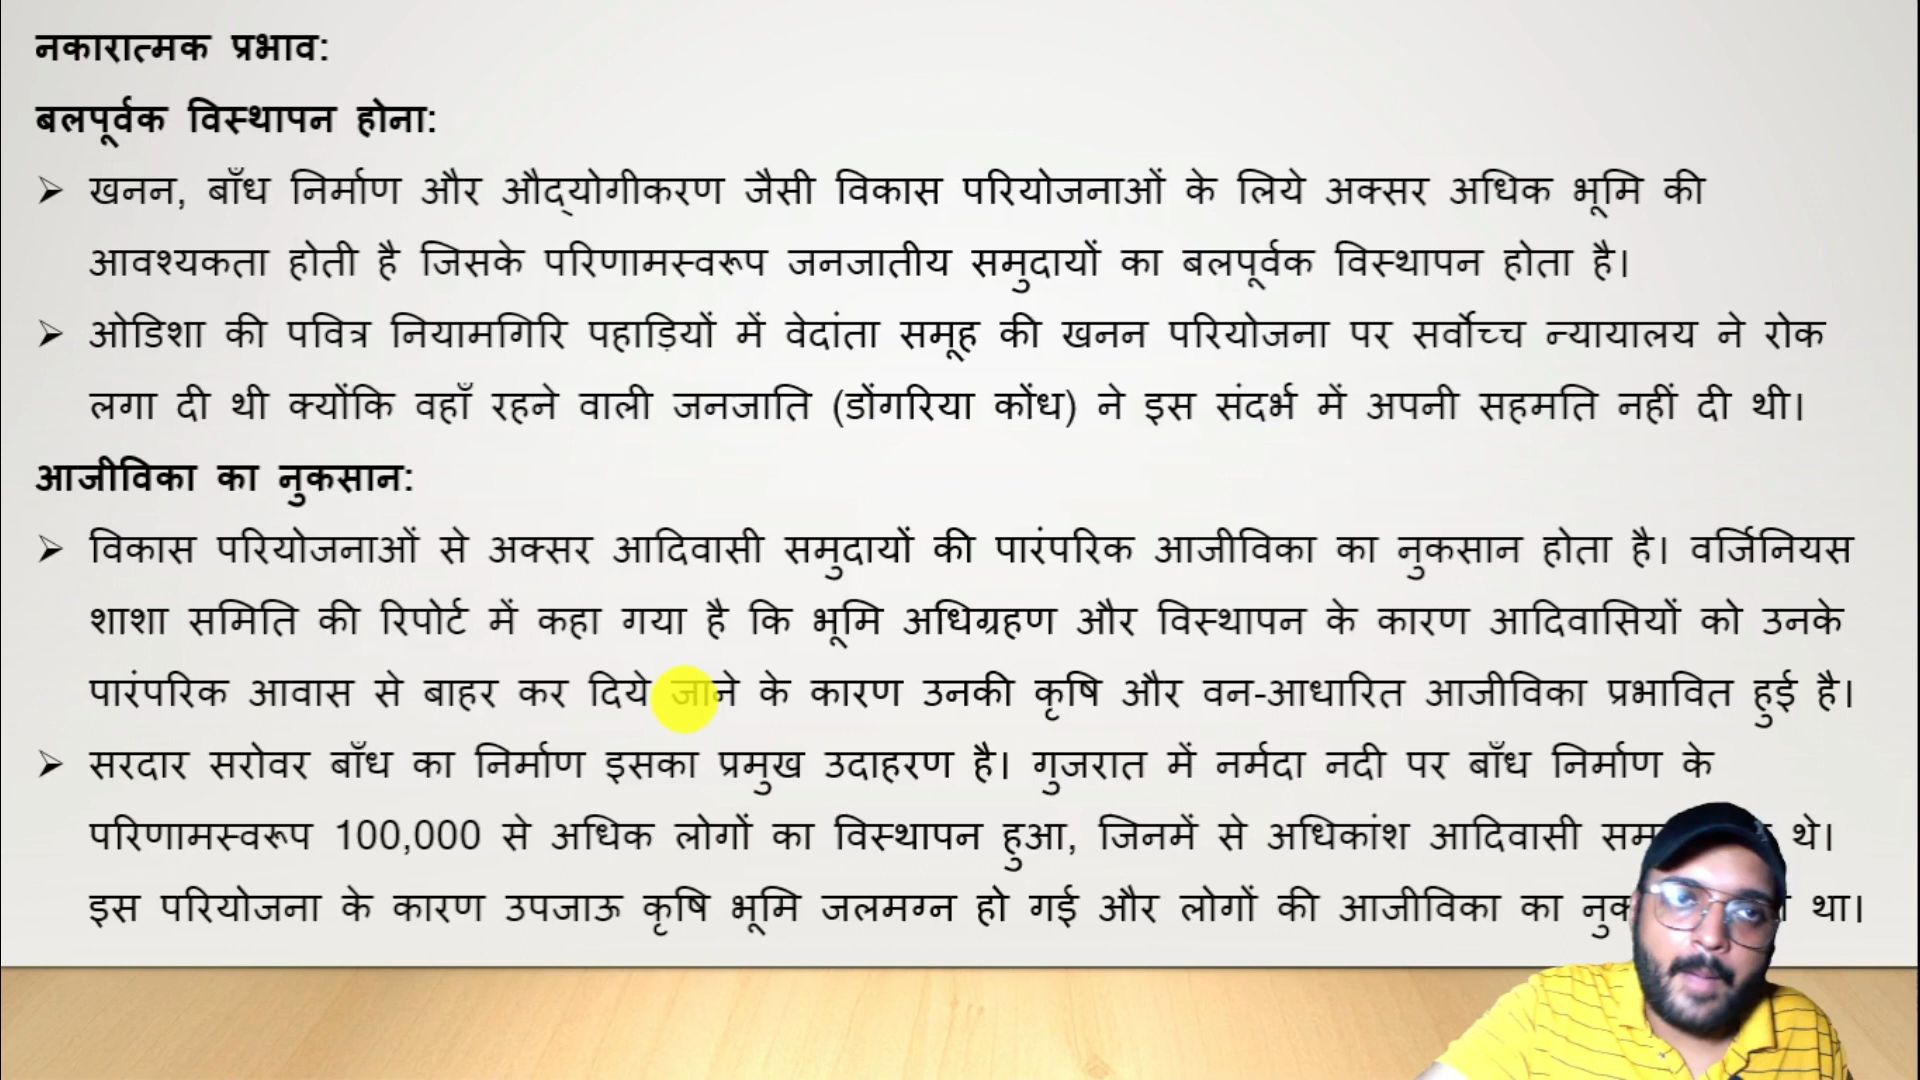 नकारात्मक प्रभाव:
बलपूर्वक विस्थापन होना:
➢ खनन, बाँध निर्माण और औद्योगीकरण जैसी विकास परियोजनाओं के लिये अक्सर अधिक भूमि की
आवश्यकता होती है जिसके परिणामस्वरूप जनजातीय समुदायों का बलपूर्वक विस्थापन होता है।
➢ ओडिशा की पवित्र नियामगिरि पहाड़ियों में वेदांता समूह की खनन परियोजना पर सर्वोच्च न्यायालय ने रोक
लगा दी थी क्योंकि वहाँ रहने वाली जनजाति (डोंगरिया कोंध) ने इस संदर्भ में अपनी सहमति नहीं दी थी।
आजीविका का नुकसान:
➢ विकास परियोजनाओं से अक्सर आदिवासी समुदायों की पारंपरिक आजीविका का नुकसान होता है। वर्जिनियस
शाशा समिति की रिपोर्ट में कहा गया है कि भूमि अधिग्रहण और विस्थापन के कारण आदिवासियों को उनके
पारंपरिक आवास से बाहर कर दिये जाने के कारण उनकी कृषि और वन-आधारित आजीविका प्रभावित हुई है।
➢ सरदार सरोवर बाँध का निर्माण इसका प्रमुख उदाहरण है। गुजरात में नर्मदा नदी पर बाँध निर्माण के
परिणामस्वरूप 100,000 से अधिक लोगों का विस्थापन हुआ, जिनमें से अधिकांश आदिवासी थे।
इस परियोजना के कारण उपजाऊ कृषि भूमि जलमग्न हो गई और लोगों की आजीविका का था।